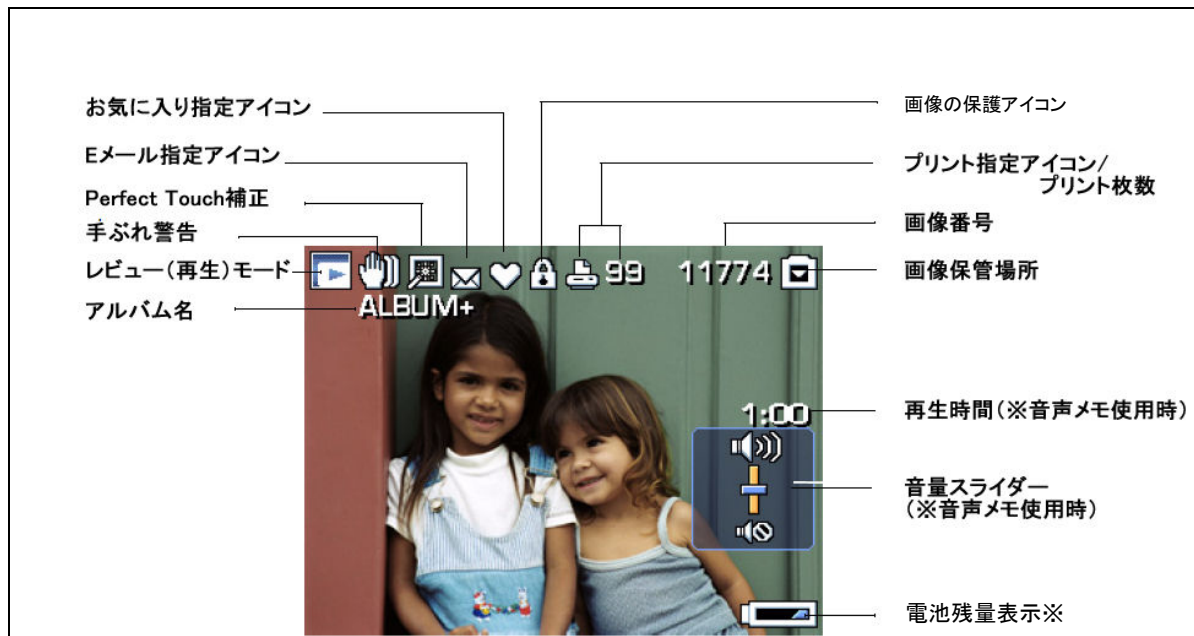 お気に入り指定アイコン
Eメール指定アイコン
Perfect Touch補正
手ぶれ警告
レビュー(再生)モード
アルバム名
画像の保護アイコン
プリント指定アイコン/
プリント枚数
画像番号
画像保管場所
再生時間(※音声メモ使用時)
音量スライダー
(※音声メモ使用時)
電池残量表示※
99 11774
ALBUM+
1:00